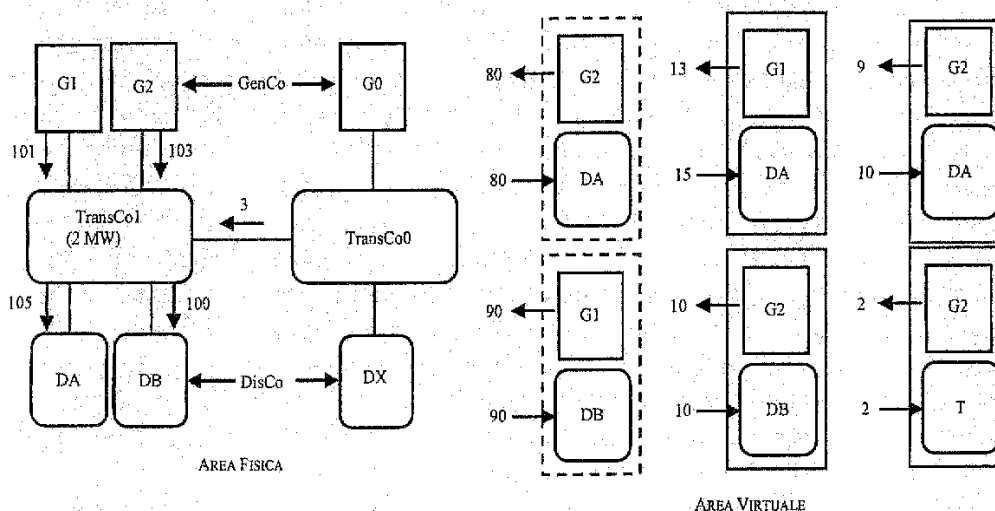 G1
G2
GenCo
G0
101
103
TransCo1
(2 MW)
3
TransCo0
105
100
DA
DB
DisCo
DX
AREA FISICA
80
G2
80
DA
13
G1
15
DA
9
G2
10
DA
90
G1
90
DB
10
G2
10
DB
2
G2
2
T
AREA VIRTUALE